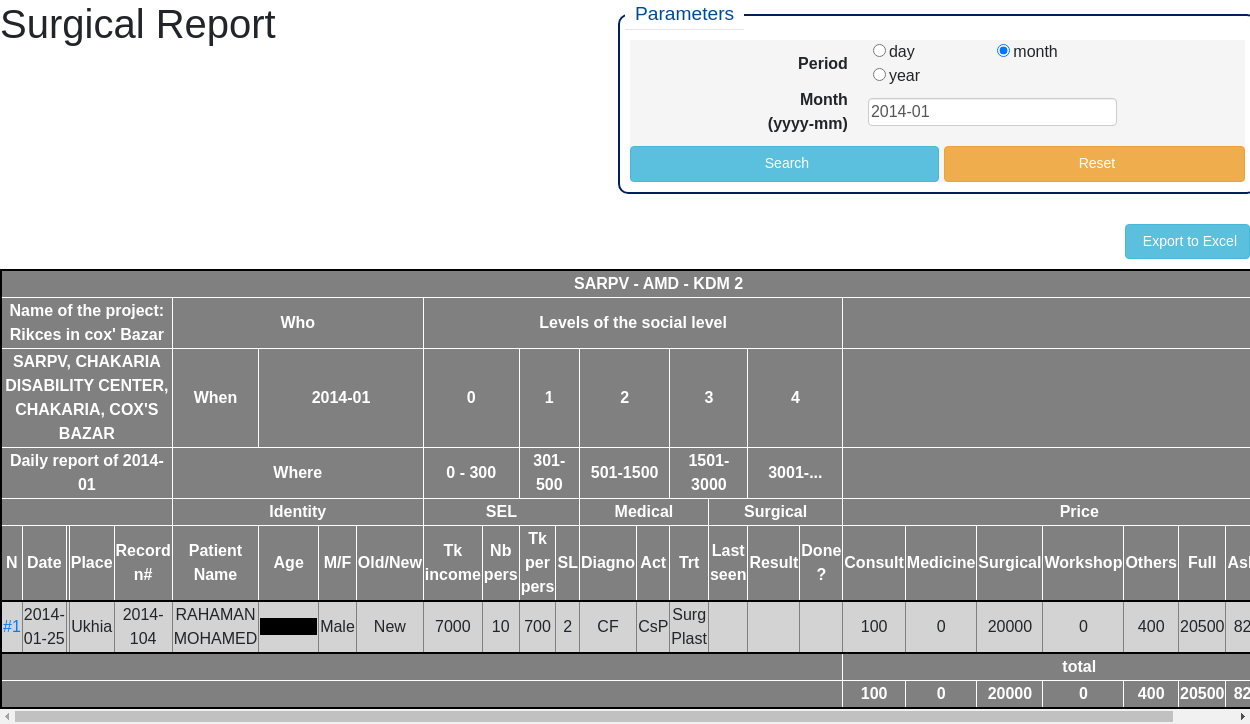 Surgical Report
Parameters
Period
day
month
year
Month
(yyyy-mm)
2014-01
Search
Reset
Export to Excel
SARPV - AMD - KDM 2
Name of the project:
Rikces in cox' Bazar
Who
Levels of the social level
SARPV, CHAKARIA
DISABILITY CENTER,
CHAKARIA, COX'S
BAZAR
When
2014-01
0
1
2
3
4
Daily report of 2014-
01
Where
0 - 300
301-
500
501-1500
1501-
3000
3001-...
Identity
SEL
Medical
Surgical
Price
N
Date
Place
Record
n#
Patient
Name
Age
M/F
Old/New
Tk
income
Nb
pers
Tk
per
pers
SL
Diagno
Act
Trt
Last
seen
Result
Done
?
Consult
Medicine
Surgical
Workshop
Others
Full
#1
2014-
01-25
Ukhia
2014-
104
RAHAMAN
MOHAMED
Male
New
7000
10
700
2
CF
CsP
Surg
Plast
100
0
20000
0
400
20500
82
total
100
0
20000
0
400
20500
82